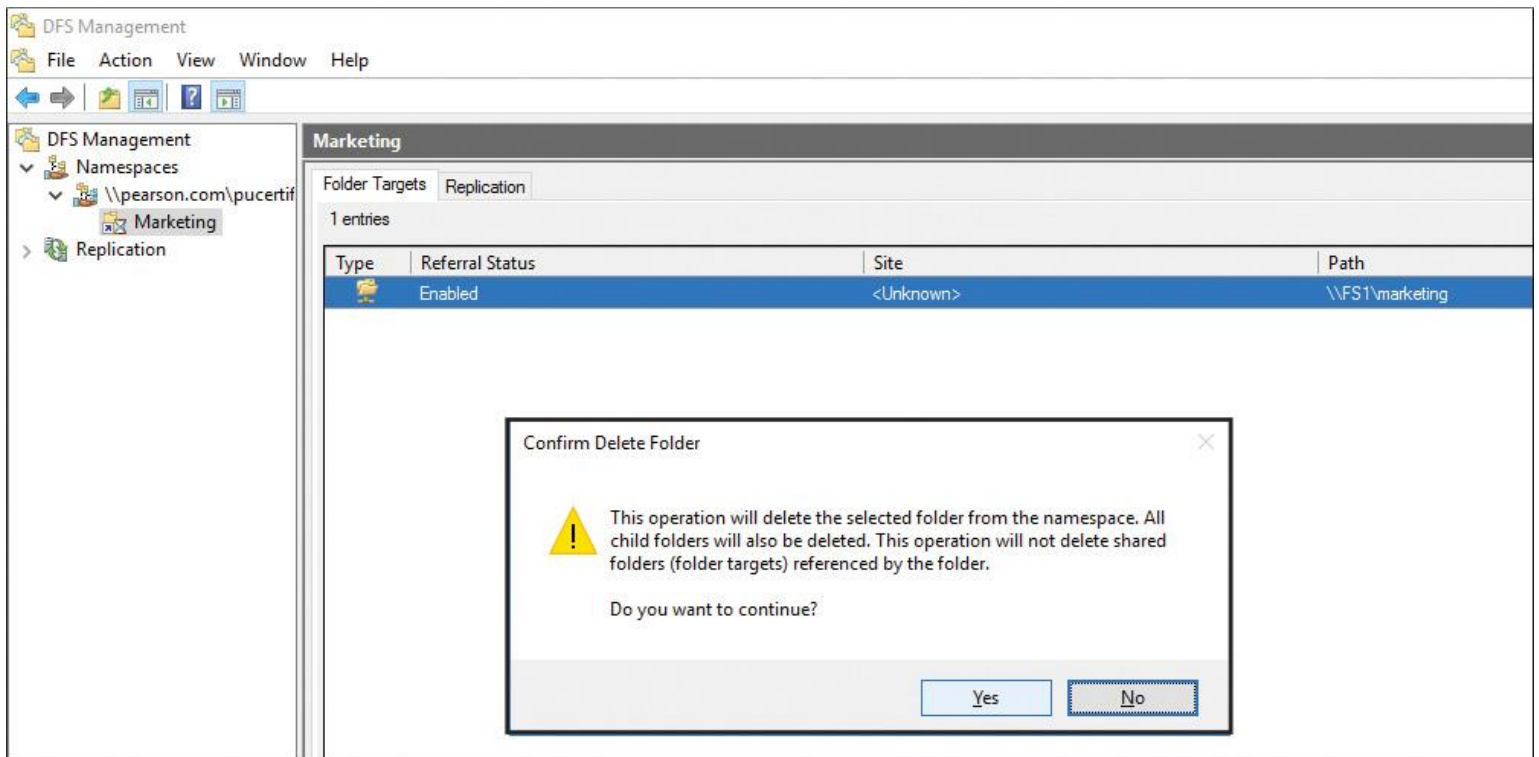 DFS Management
File Action View Window Help
DFS Management
Namespaces
\\pearson.com\pucertif
Marketing
Replication
Marketing
Folder Targets Replication
1 entries
Type Referral Status Site Path
Enabled <Unknown> \\FS1\marketing
Confirm Delete Folder
This operation will delete the selected folder from the namespace. All
child folders will also be deleted. This operation will not delete shared
folders (folder targets) referenced by the folder.
Do you want to continue?
Yes No